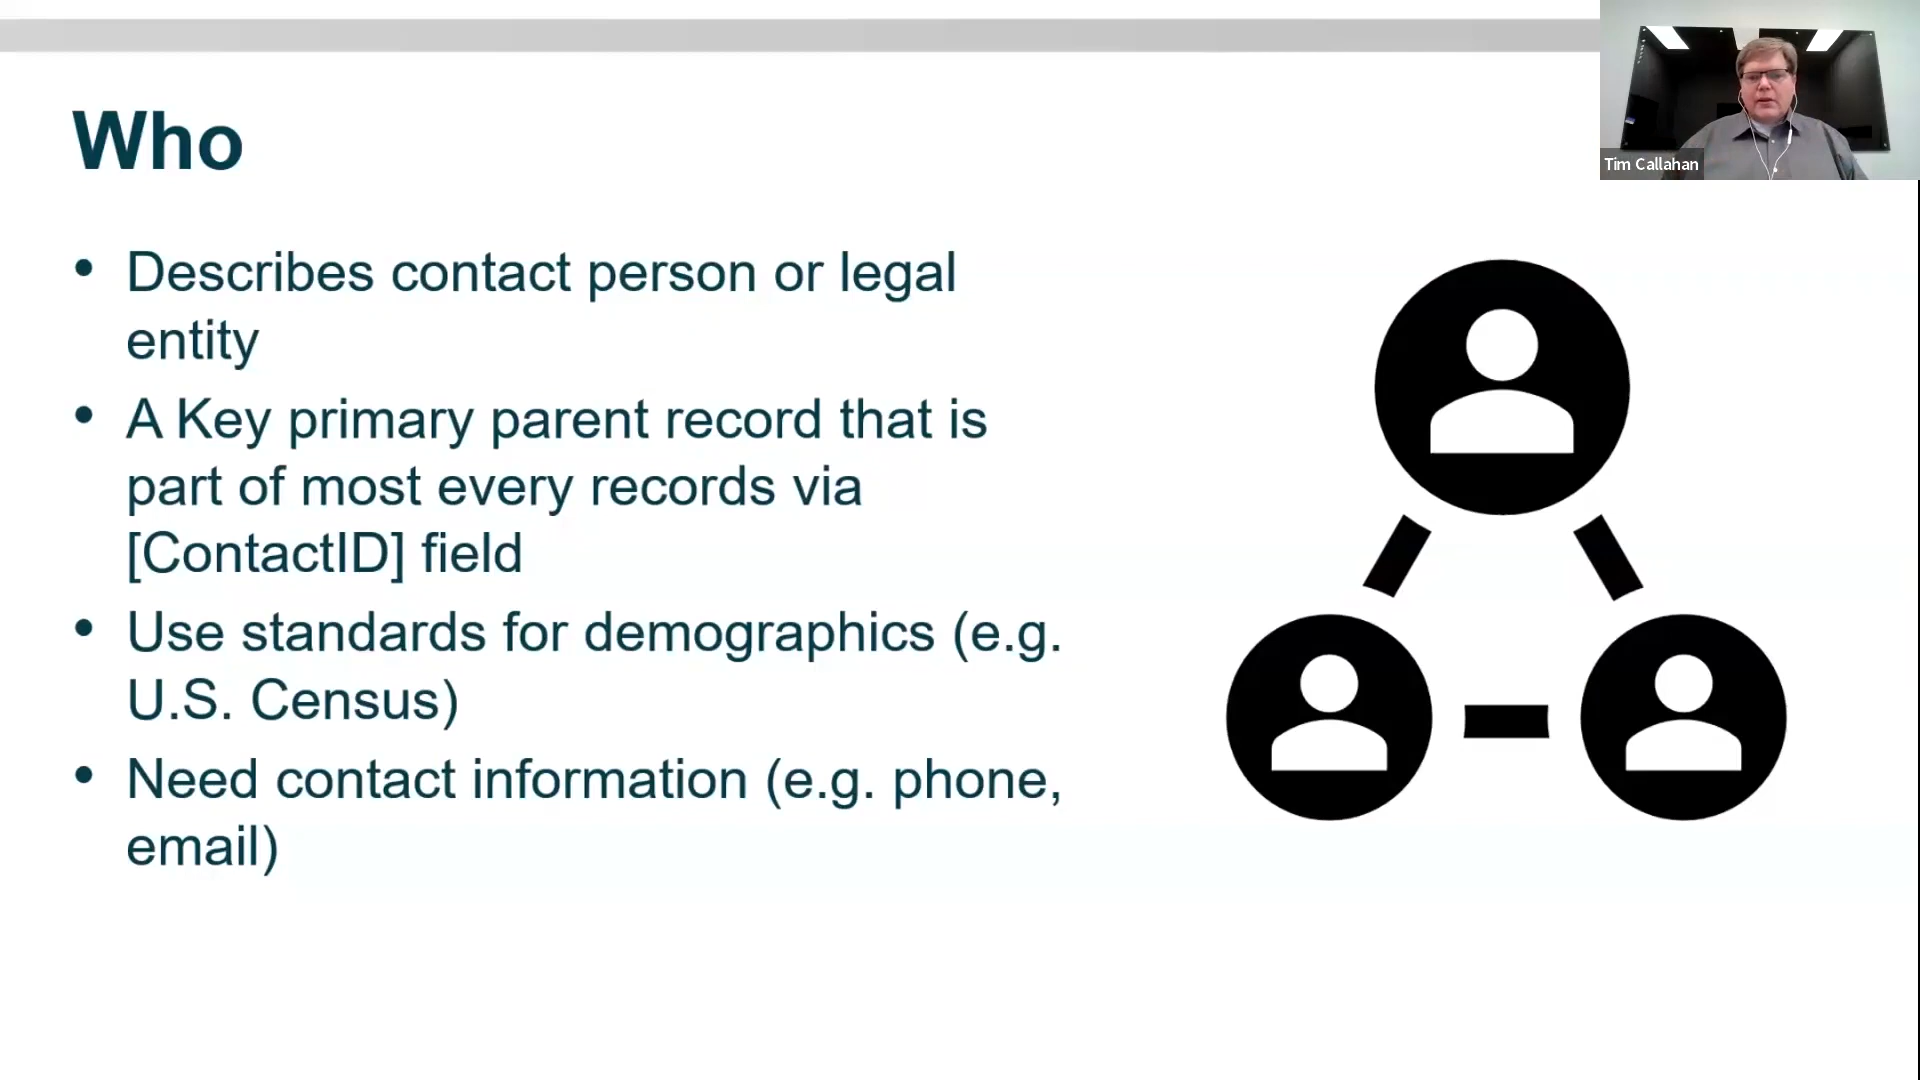 Who
• Describes contact person or legal
entity
• A Key primary parent record that is
part of most every records via
[ContactID] field
• Use standards for demographics (e.g.
U.S. Census)
• Need contact information (e.g. phone,
email)
Tim Callahan